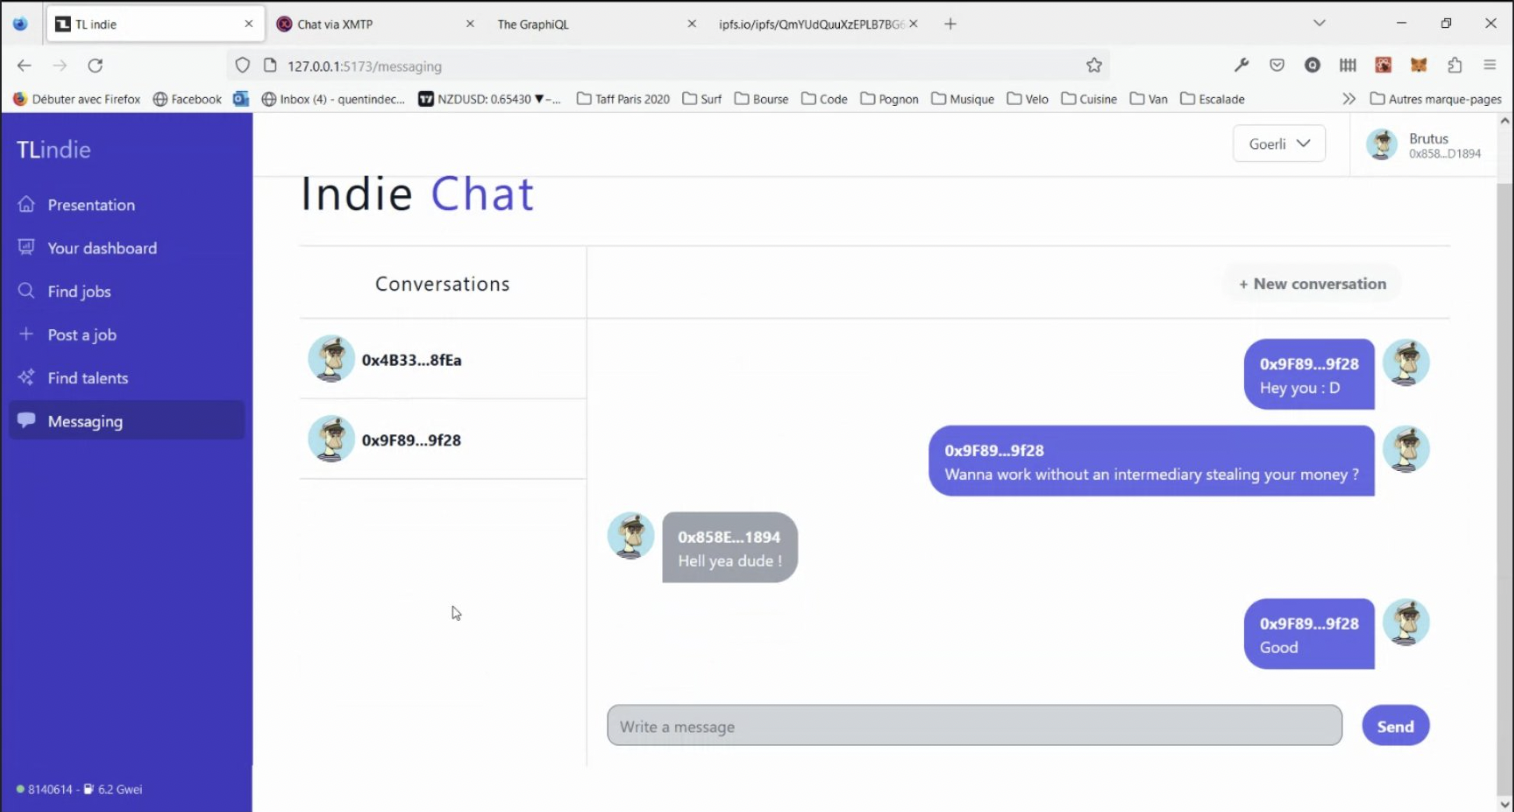 TL indie
Chat via XMTP
The GraphiQL
ipfs.io/ipfs/QmYUdQuuXzEPLB7BG
127.0.0.1:5173/messaging
Débuter avec Firefox
Facebook
Inbox (4) - quentindec...
NZDUSD: 0.65430 ▼−...
Taff Paris 2020
Surf
Bourse
Code
Pognon
Musique
Velo
Cuisine
Van
Escalade
Autres marque-pages
TLindie
Goerli
Brutus
0x858...D1894
Presentation
Your dashboard
Find jobs
Post a job
Find talents
Messaging
Indie Chat
Conversations
+ New conversation
0x4B33...8fEa
0x9F89...9f28
0x9F89...9f28
Hey you : D
0x9F89...9f28
Wanna work without an intermediary stealing your money ?
0x858E...1894
Hell yea dude !
0x9F89...9f28
Good
Write a message
Send
8140614 - 6.2 Gwei